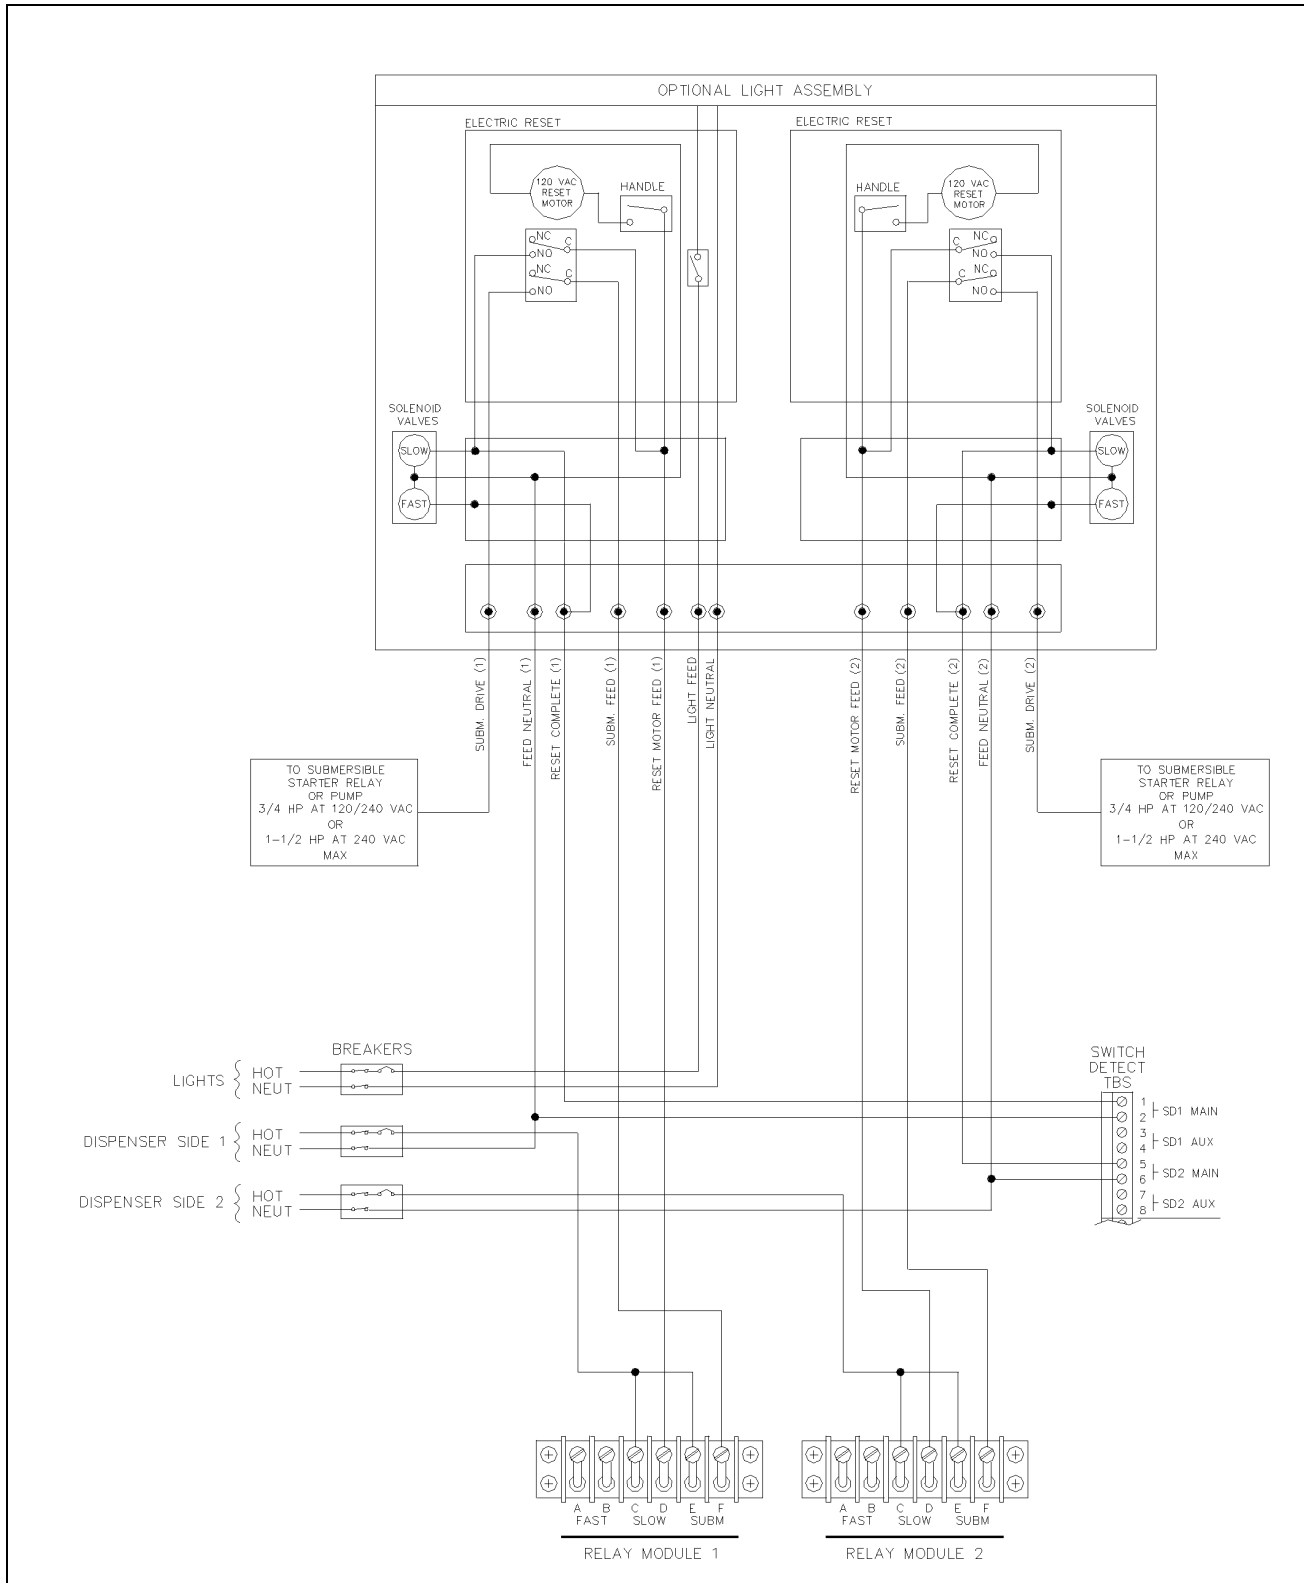 OPTIONAL LIGHT ASSEMBLY
ELECTRIC RESET
ELECTRIC RESET
120 VAC
RESET
MOTOR
HANDLE
HANDLE
120 VAC
RESET
MOTOR
NC
C
NO
NC
C
NO
NC
C
NO
NC
C
NO
SOLENOID
VALVES
SLOW
FAST
SOLENOID
VALVES
SLOW
FAST
SUBM. DRIVE (1)
FEED NEUTRAL (1)
RESET COMPLETE (1)
SUBM. FEED (1)
RESET MOTOR FEED (1)
LIGHT FEED
LIGHT NEUTRAL
RESET MOTOR FEED (2)
SUBM. FEED (2)
RESET COMPLETE (2)
FEED NEUTRAL (2)
SUBM. DRIVE (2)
TO SUBMERSIBLE
STARTER RELAY
OR PUMP
3/4 HP AT 120/240 VAC
OR
1-1/2 HP AT 240 VAC
MAX
TO SUBMERSIBLE
STARTER RELAY
OR PUMP
3/4 HP AT 120/240 VAC
OR
1-1/2 HP AT 240 VAC
MAX
BREAKERS
LIGHTS
HOT
NEUT
DISPENSER SIDE 1
HOT
NEUT
DISPENSER SIDE 2
HOT
NEUT
SWITCH
DETECT
TBS
1
2
SD1 MAIN
3
4
SD1 AUX
5
6
SD2 MAIN
7
8
SD2 AUX
A B C D E F
FAST SLOW SUBM
RELAY MODULE 1
A B C D E F
FAST SLOW SUBM
RELAY MODULE 2